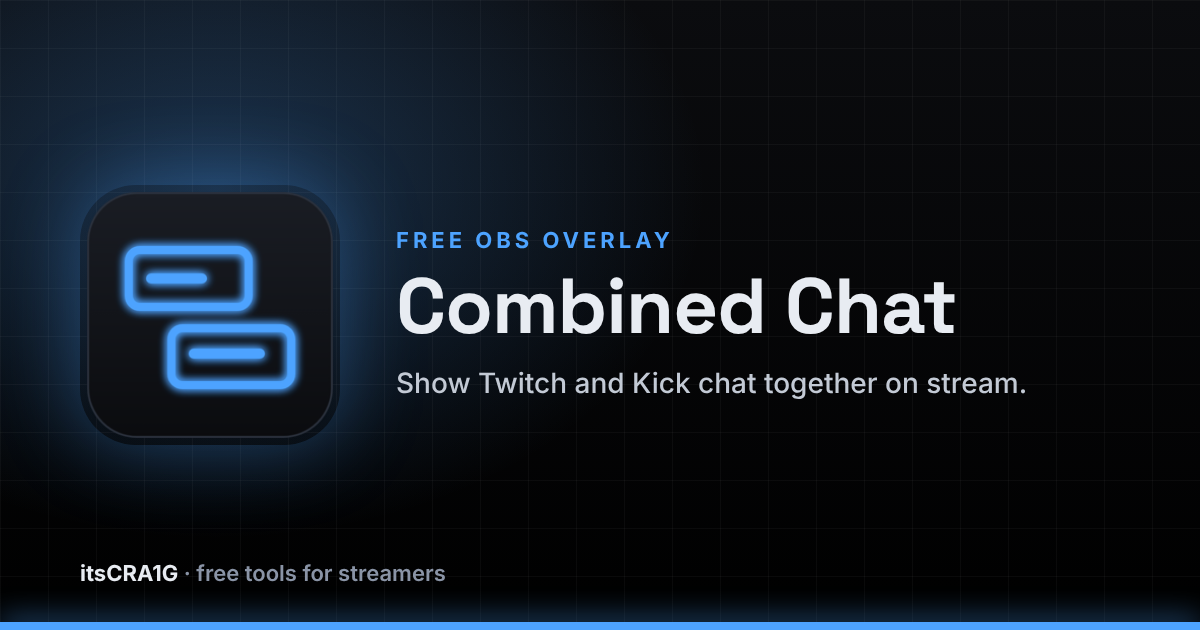 FREE OBS OVERLAY
Combined Chat
Show Twitch and Kick chat together on stream.
itsCRA1G · free tools for streamers